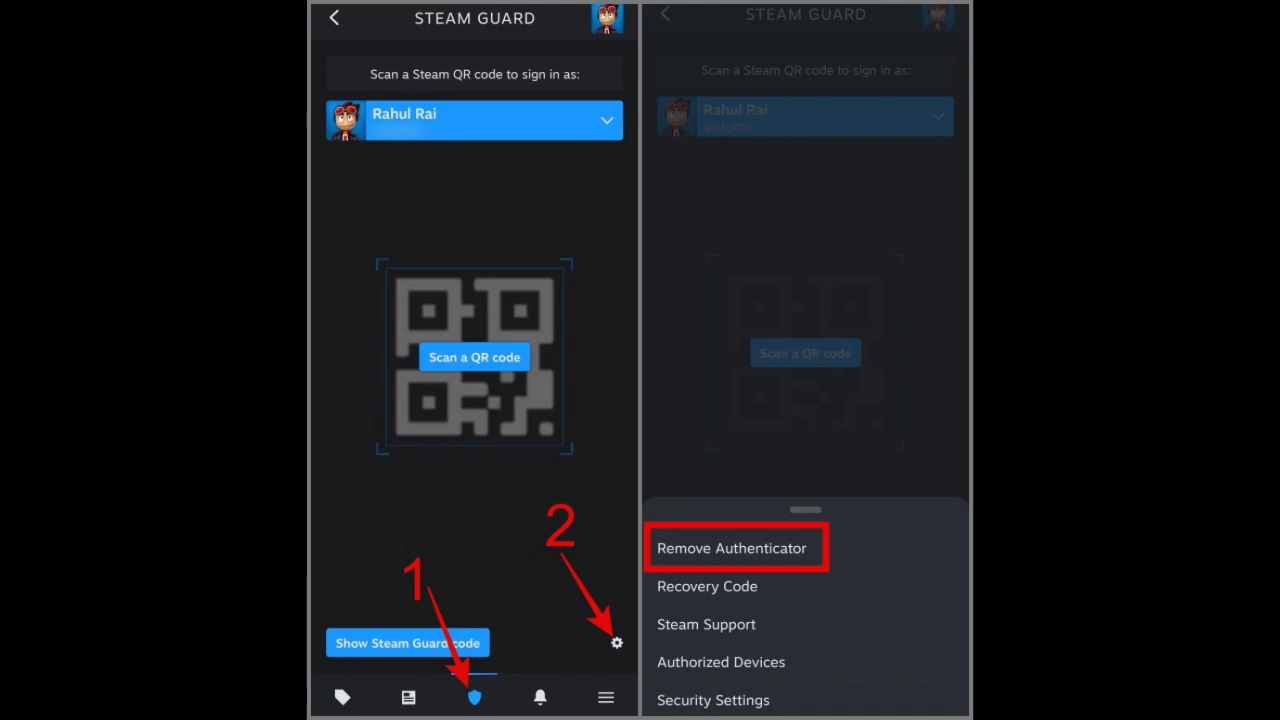 STEAM GUARD
Scan a Steam QR code to sign in as:
Rahul Rai
Scan a QR code
2
1
Show Steam Guard code
STEAM GUARD
Scan a Steam QR code to sign in as:
Rahul Rai
Scan a QR code
Remove Authenticator
Recovery Code
Steam Support
Authorized Devices
Security Settings